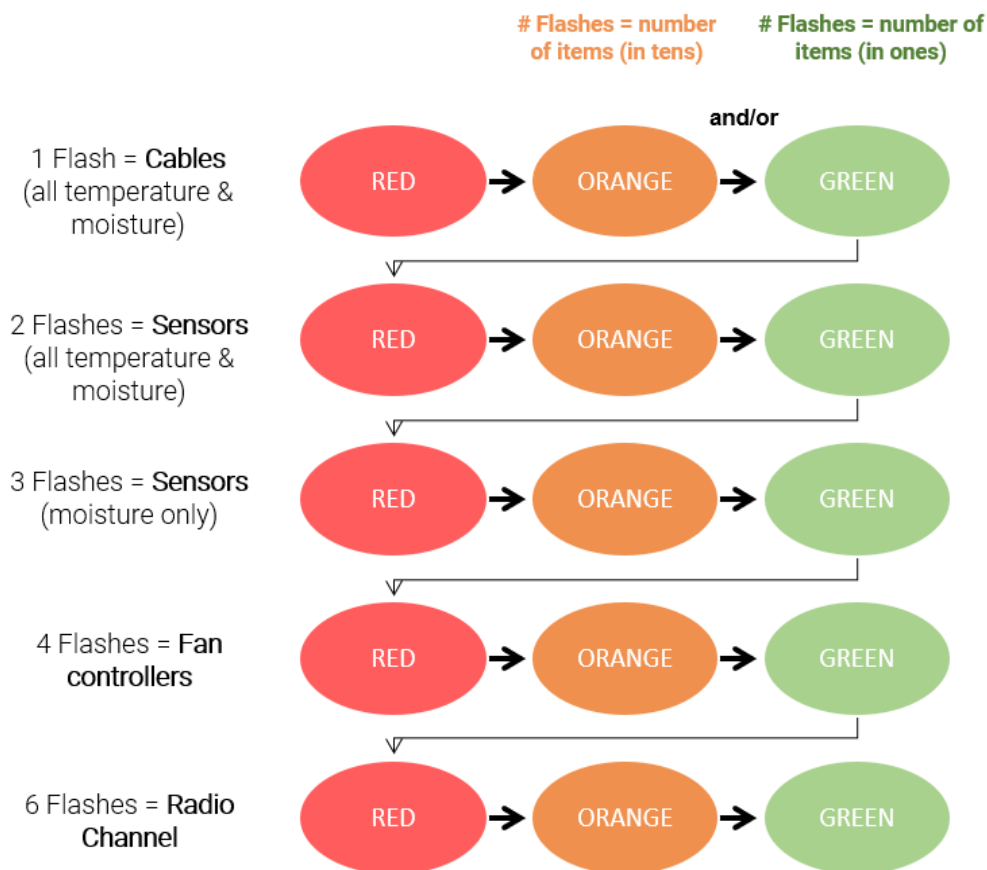 # Flashes = number
of items (in tens)
# Flashes = number of
items (in ones)
and/or
1 Flash = Cables
(all temperature &
moisture)
RED
ORANGE
GREEN
2 Flashes = Sensors
(all temperature &
moisture)
RED
ORANGE
GREEN
3 Flashes = Sensors
(moisture only)
RED
ORANGE
GREEN
4 Flashes = Fan
controllers
RED
ORANGE
GREEN
6 Flashes = Radio
Channel
RED
ORANGE
GREEN